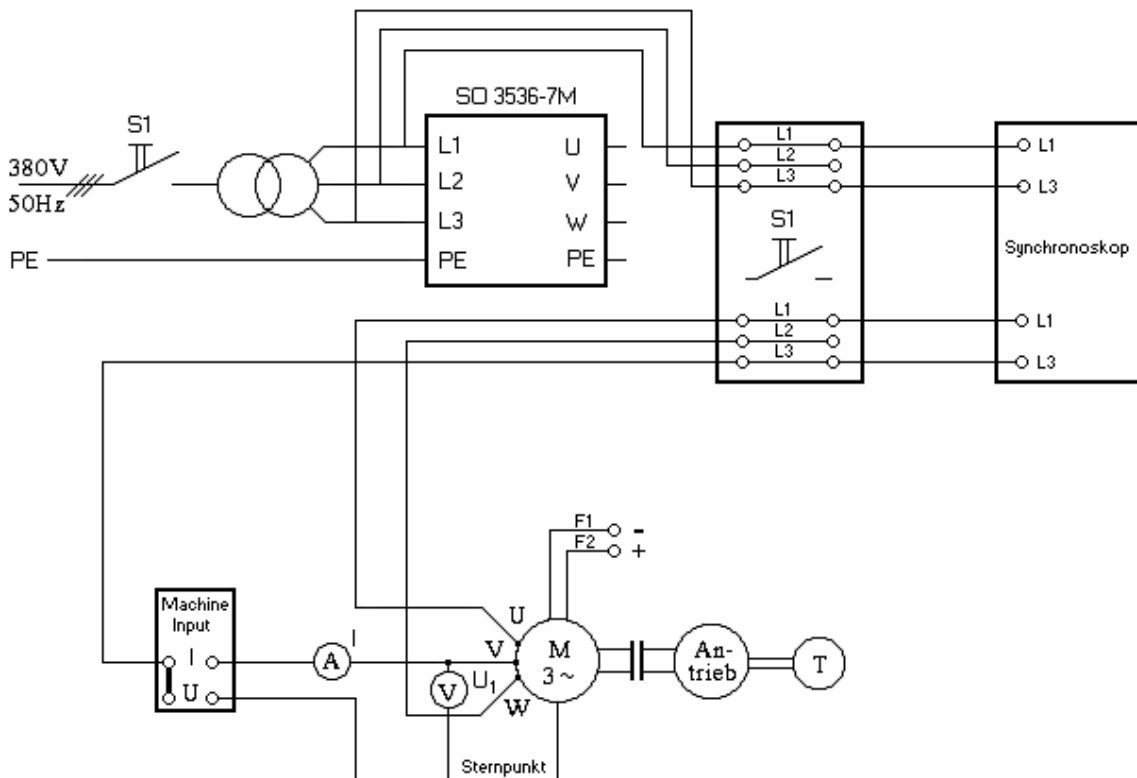 SO 3536-7M
S1
380V
50Hz
PE
L1
L2
L3
PE
U
V
W
PE
L1
L2
L3
S1
L1
L2
L3
L1
L3
Synchronoskop
L1
L3
F1 -
F2 +
Machine
Input
I
U
A
I
V
U1
U
V
W
M
3~
An-
trieb
T
Sternpunkt